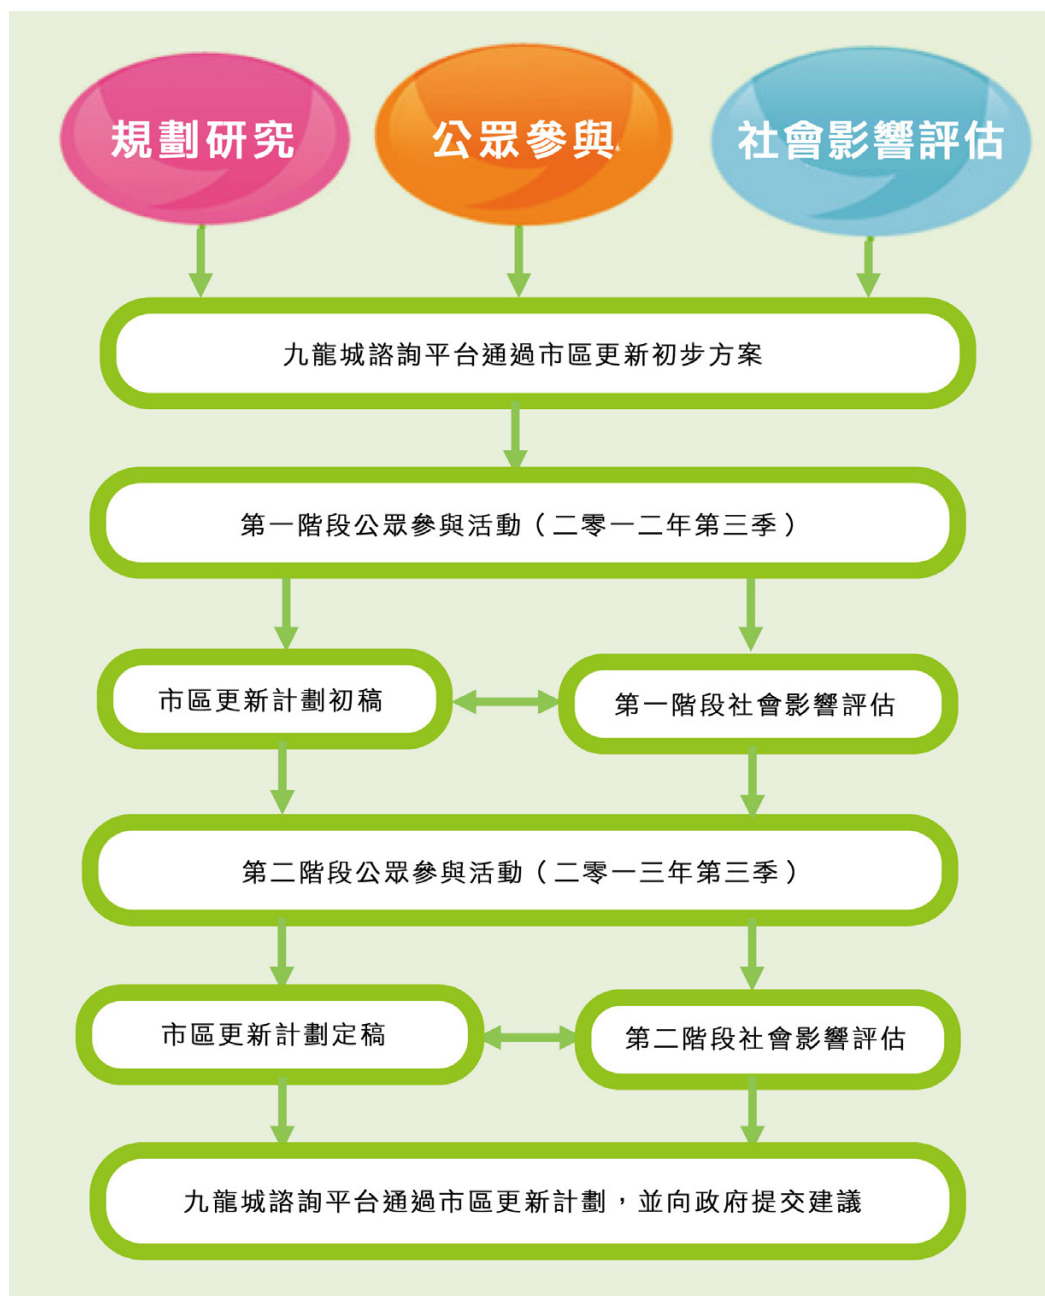 規劃研究
公眾參與
社會影響評估
九龍城諮詢平台通過市區更新初步方案
第一階段公眾參與活動（二零一二年第三季）
市區更新計劃初稿
第一階段社會影響評估
第二階段公眾參與活動（二零一三年第三季）
市區更新計劃定稿
第二階段社會影響評估
九龍城諮詢平台通過市區更新計劃，並向政府提交建議